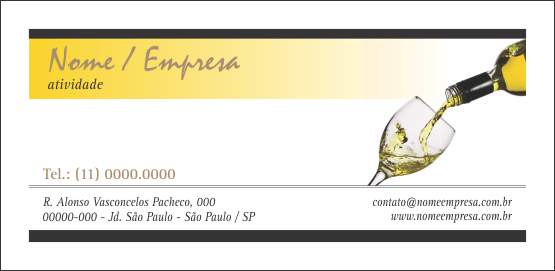 Nome / Empresa
atividade
Tel.: (11) 0000.0000
R. Alonso Vasconcelos Pacheco, 000
00000-000 - Jd. São Paulo - São Paulo / SP
contato@nomeempresa.com.br
www.nomeempresa.com.br